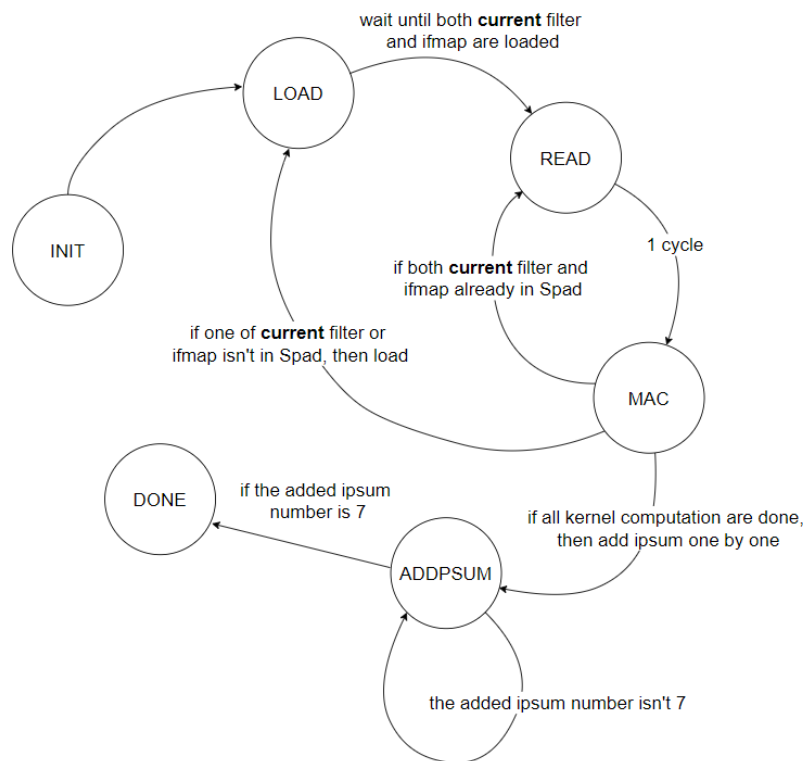 wait until both current filter
and ifmap are loaded
LOAD
READ
INIT
1 cycle
if both current filter and
ifmap already in Spad
if one of current filter or
ifmap isn't in Spad, then load
MAC
DONE
if the added ipsum
number is 7
if all kernel computation are done,
then add ipsum one by one
ADDPSUM
the added ipsum number isn't 7